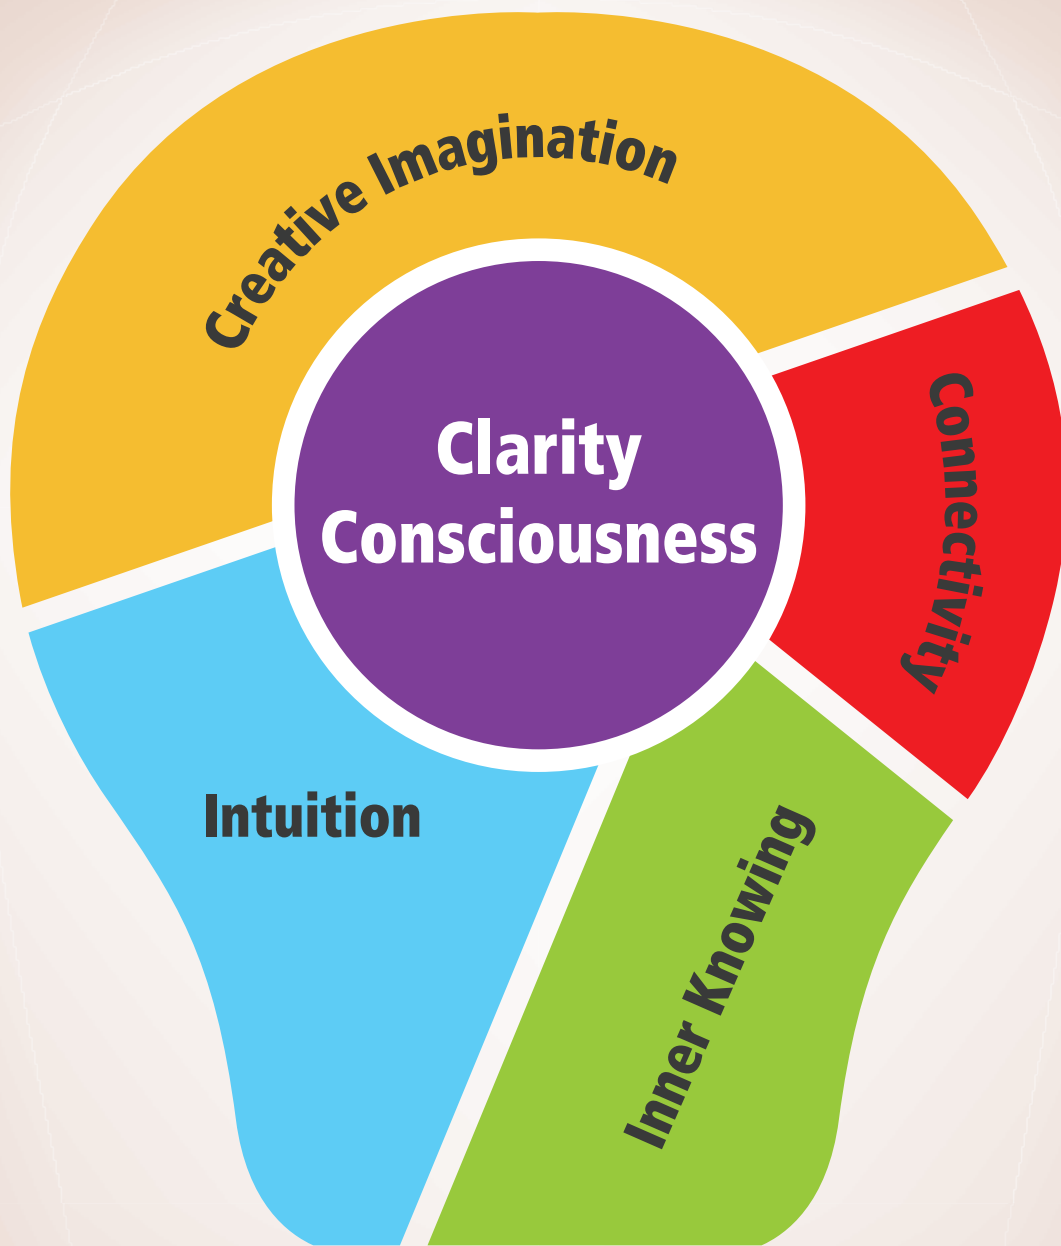 Creative Imagination
Connectivity
Clarity
Consciousness
Intuition
Inner Knowing